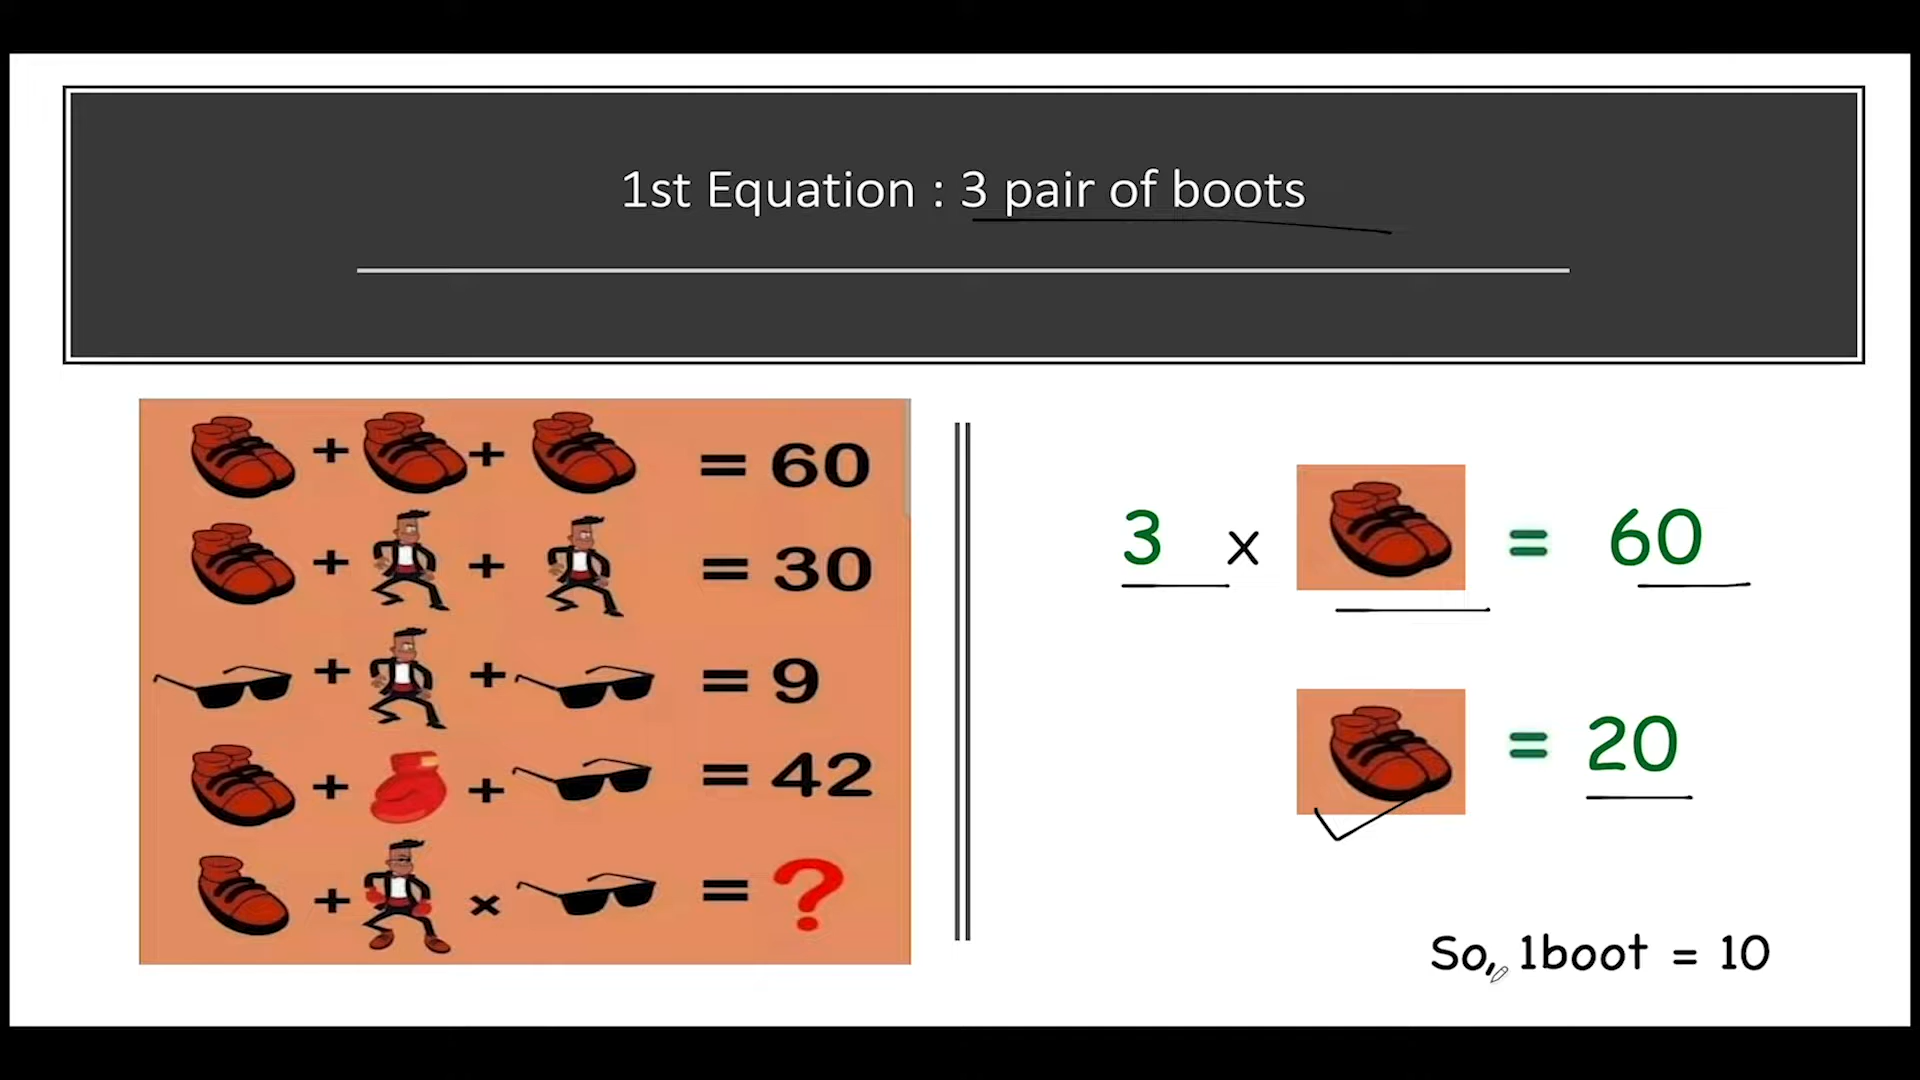 1st Equation : 3 pair of boots
+ + = 60
+ + = 30
+ + = 9
+ + = 42
+ × = ?
3 x = 60
= 20
So, 1boot = 10